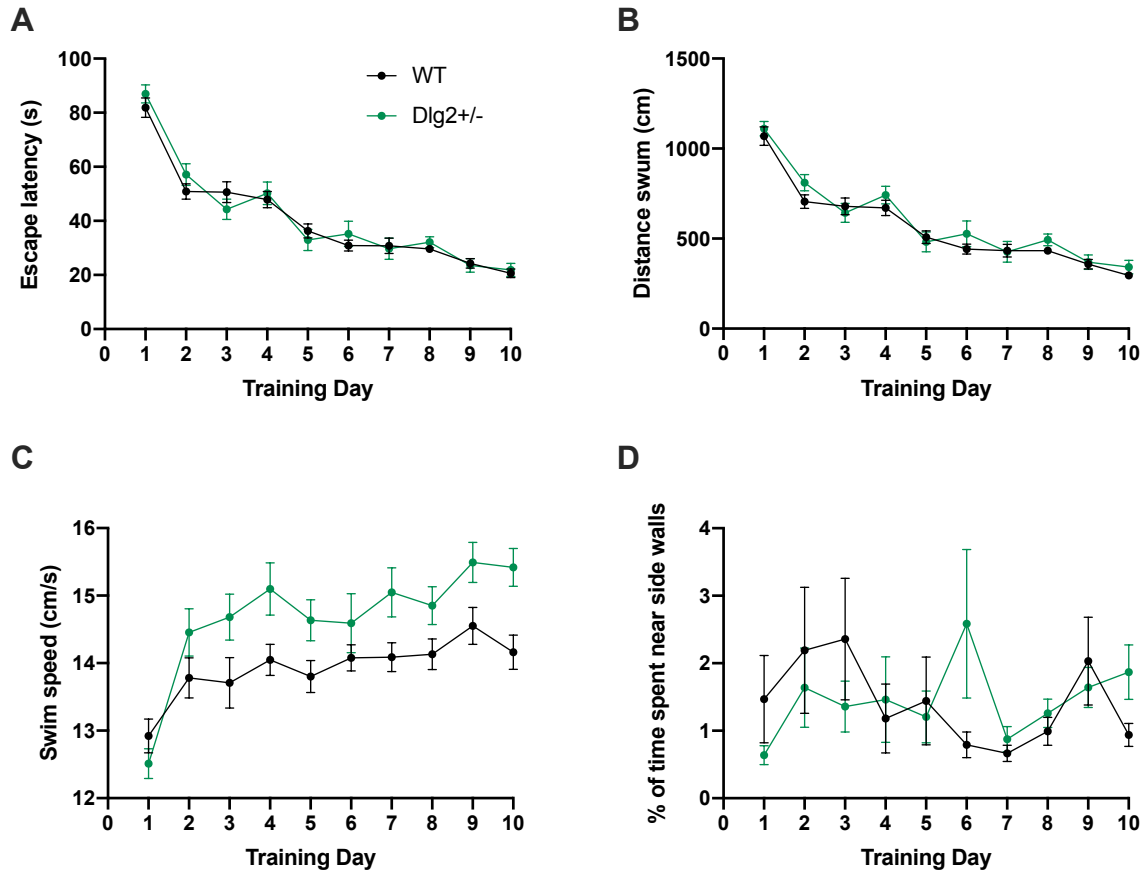 A
Escape latency (s)
100
80
60
40
20
0
0 1 2 3 4 5 6 7 8 9 10
Training Day
WT
Dlg2+/-
B
Distance swum (cm)
1500
1000
500
0
0 1 2 3 4 5 6 7 8 9 10
Training Day
C
Swim speed (cm/s)
16
15
14
13
12
0 1 2 3 4 5 6 7 8 9 10
Training Day
D
% of time spent near side walls
4
3
2
1
0
0 1 2 3 4 5 6 7 8 9 10
Training Day